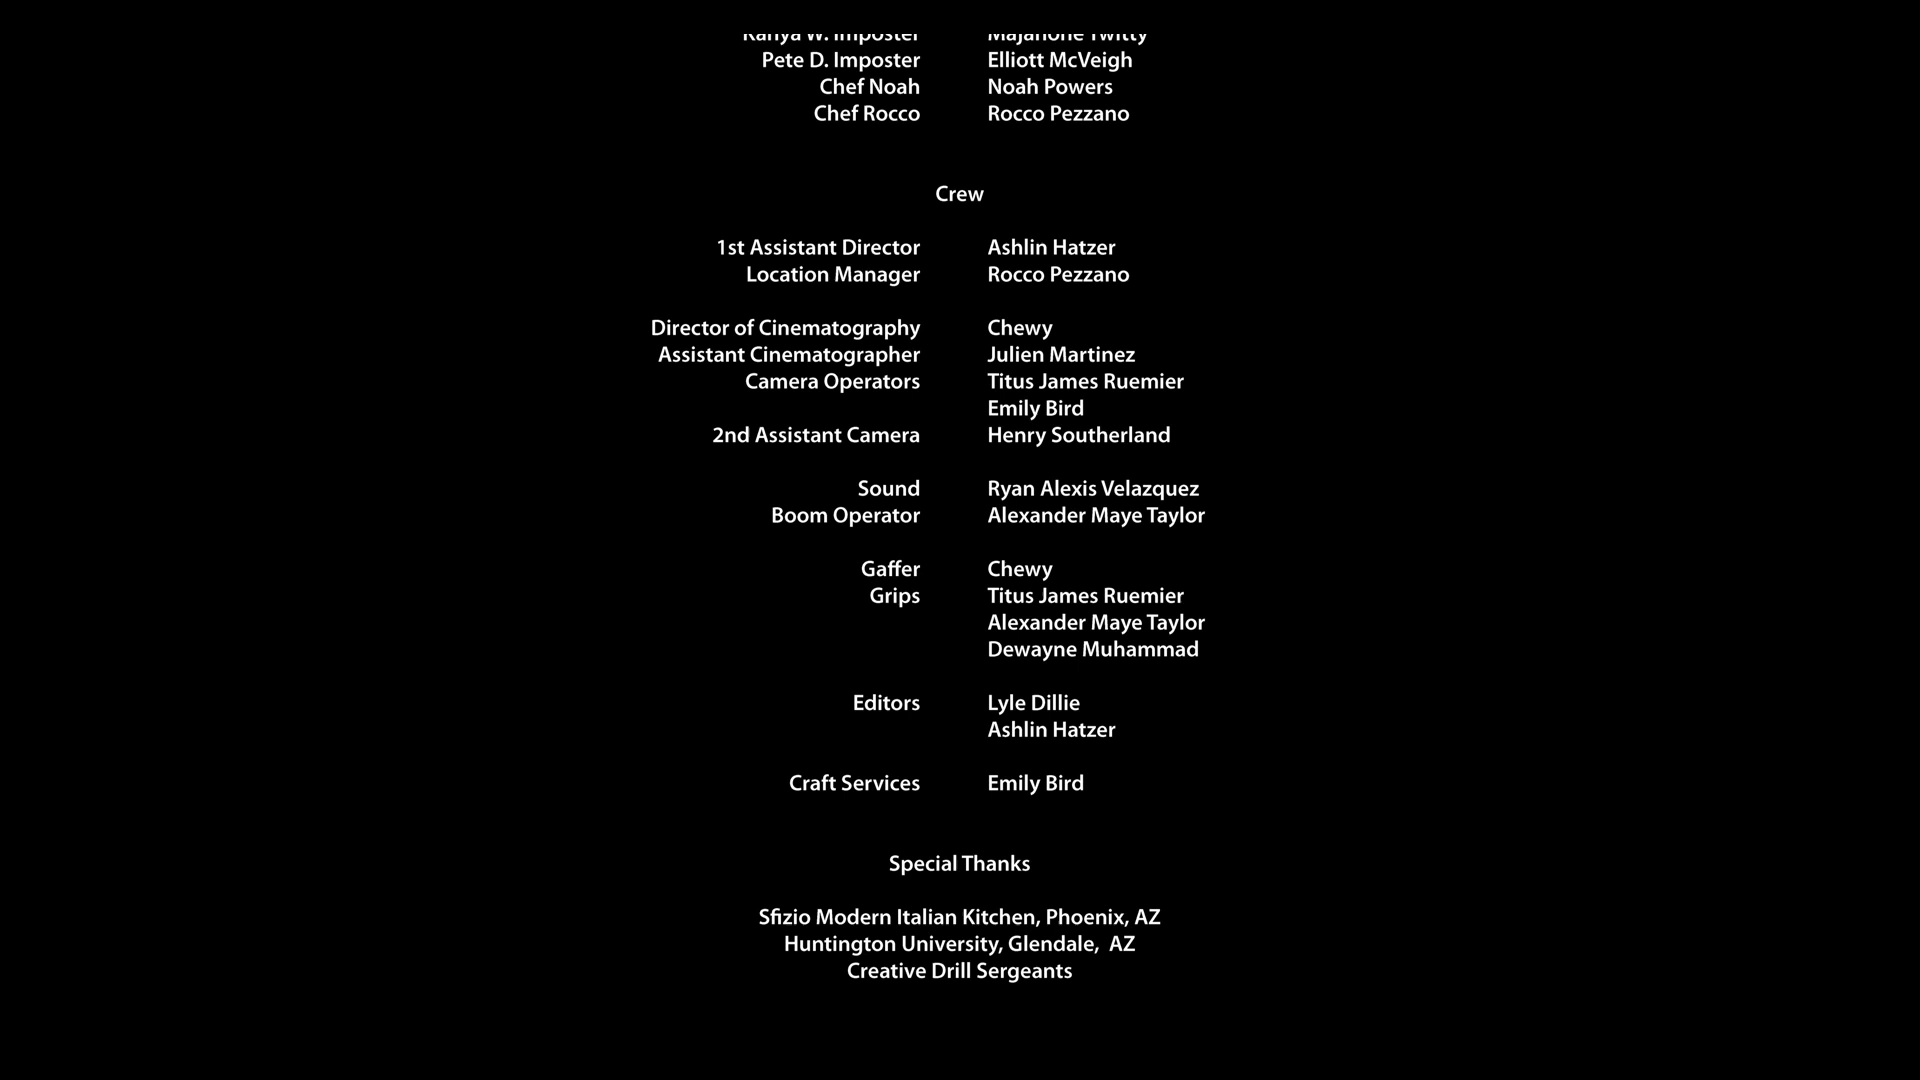 Kanya W. Imposter Majahone Twitty
Pete D. Imposter Elliott McVeigh
Chef Noah Noah Powers
Chef Rocco Rocco Pezzano
Crew
1st Assistant Director Ashlin Hatzer
Location Manager Rocco Pezzano
Director of Cinematography Chewy
Assistant Cinematographer Julien Martinez
Camera Operators Titus James Ruemier
Emily Bird
2nd Assistant Camera Henry Southerland
Sound Ryan Alexis Velazquez
Boom Operator Alexander Maye Taylor
Gaffer Chewy
Grips Titus James Ruemier
Alexander Maye Taylor
Dewayne Muhammad
Editors Lyle Dillie
Ashlin Hatzer
Craft Services Emily Bird
Special Thanks
Sfizio Modern Italian Kitchen, Phoenix, AZ
Huntington University, Glendale, AZ
Creative Drill Sergeants